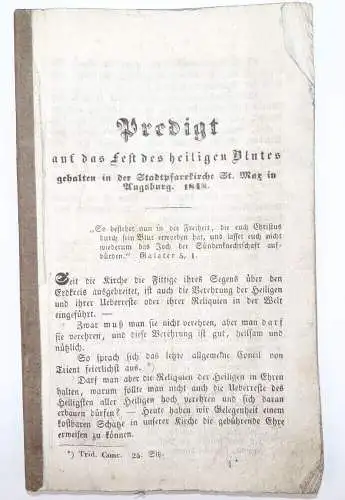 Predigt
auf das Fest des heiligen Blutes
gehalten in der Stadtpfarrkirche St. Max in
Augsburg. 1848.
„So bestehet nun in der Freiheit, die euch Christus
durch sein Blut erworben hat, und lasset euch nicht
wiederum das Joch der Sündenknechtschaft auf-
bürden.“ Galater 5, 1.
Seit die Kirche die Fittige ihres Segens über den
Erdkreis ausgebreitet, ist auch die Verehrung der Heiligen
und ihrer Ueberreste oder ihrer Reliquien in der Welt
eingeführt. —
Zwar muß man sie nicht verehren, aber man darf
sie verehren, und diese Verehrung ist gut, heilsam und
nützlich.
So sprach sich das letzte allgemeine Concil von
Trient feierlichst aus.
Darf man aber die Reliquien der Heiligen in Ehren
halten, warum sollte man nicht auch die Ueberreste des
Heiligsten aller Heiligen hoch verehren und sich daran
erbauen dürfen? — Heute haben wir Gelegenheit einem
kostbaren Schatze in unserer Kirche die gebührende Ehre
erweisen zu können.
*) Trid. Conc. 25. Sitz.